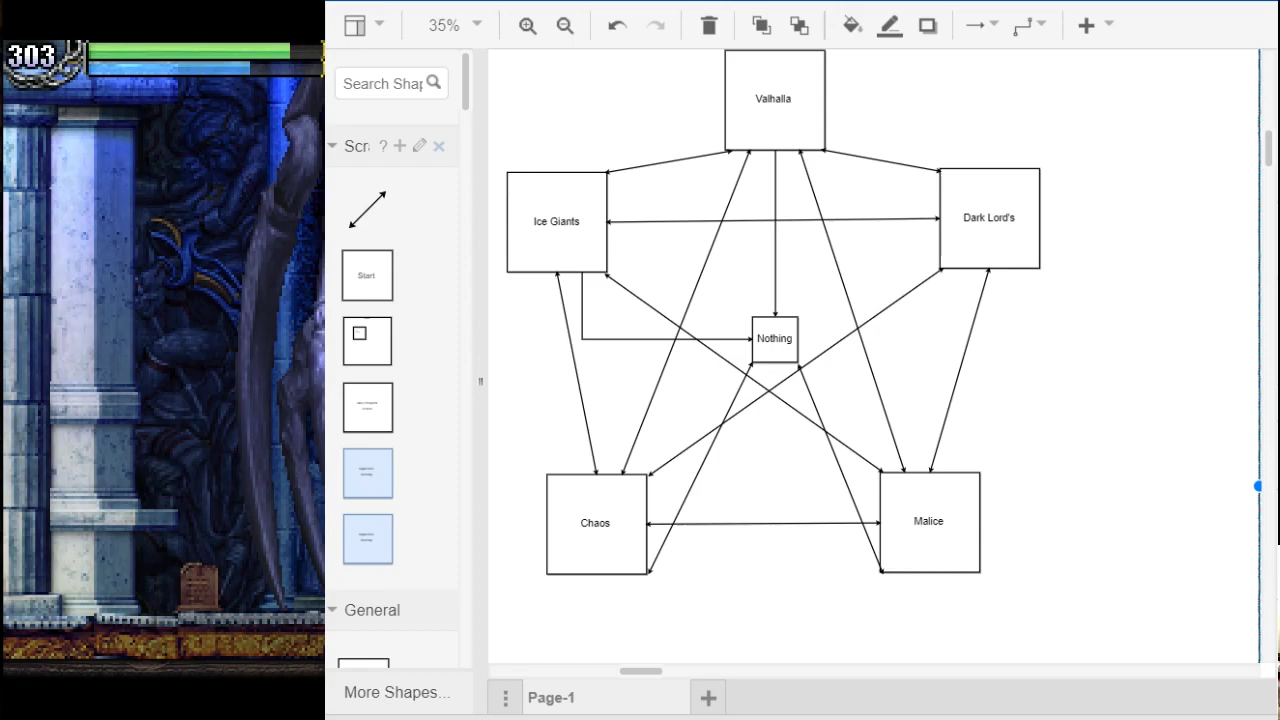 303
35%
Search Shap
Scr
?
Start
General
More Shapes...
Valhalla
Ice Giants
Dark Lord's
Nothing
Chaos
Malice
Page-1